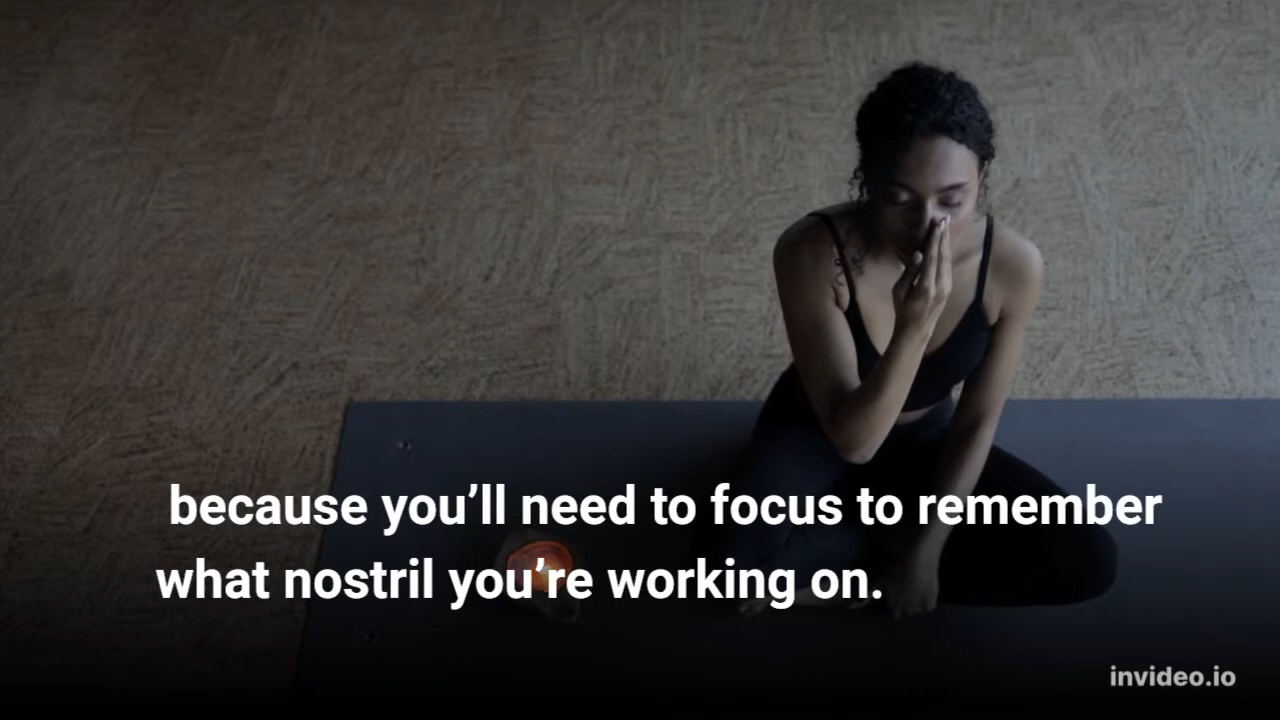 because you’ll need to focus to remember
what nostril you’re working on.
invideo.io